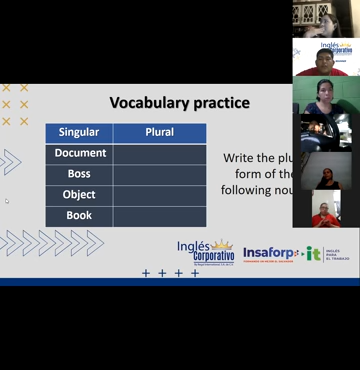 Vocabulary practice
Singular Plural
Document
Boss
Object
Book
Write the plu
form of the
following nou
Inglés
Corporativo
Inglés
Corporativo
Insaforp
it
INGLÉS
PARA
EL TRABAJO